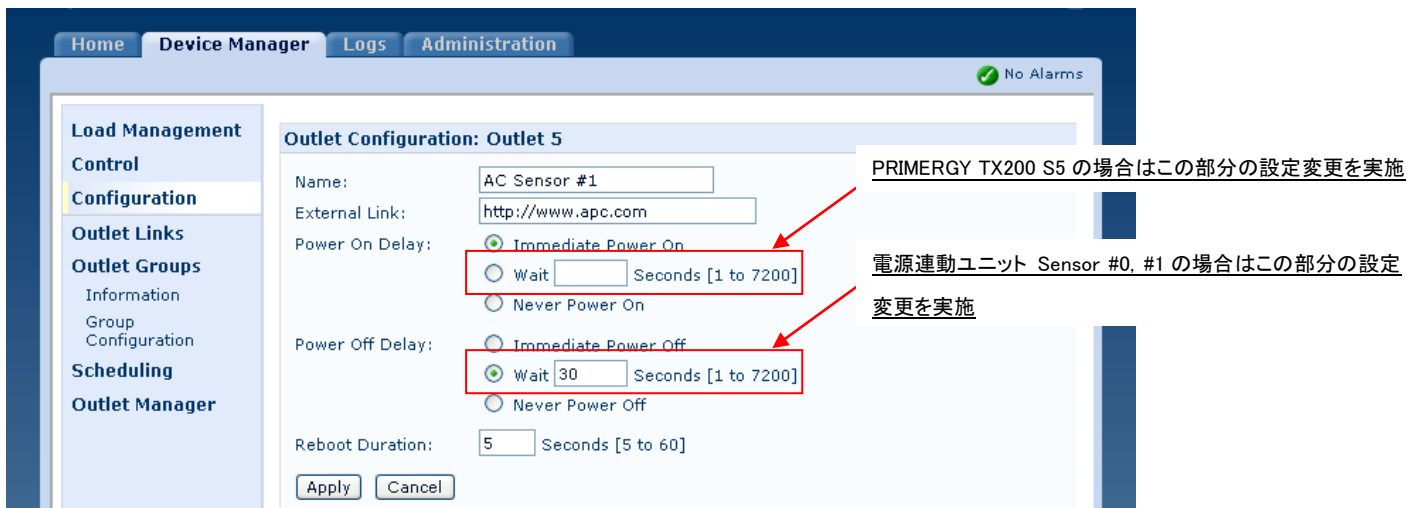 Home Device Manager Logs Administration
No Alarms
Load Management
Control
Configuration
Outlet Links
Outlet Groups
Information
Group
Configuration
Scheduling
Outlet Manager
Outlet Configuration: Outlet 5
Name: AC Sensor #1
External Link: http://www.apc.com
Power On Delay: Immediate Power On
Wait Seconds [1 to 7200]
Never Power On
Power Off Delay: Immediate Power Off
Wait 30 Seconds [1 to 7200]
Never Power Off
Reboot Duration: 5 Seconds [5 to 60]
Apply Cancel
PRIMERGY TX200 S5 の場合はこの部分の設定変更を実施
電源連動ユニット Sensor #0, #1 の場合はこの部分の設定
変更を実施